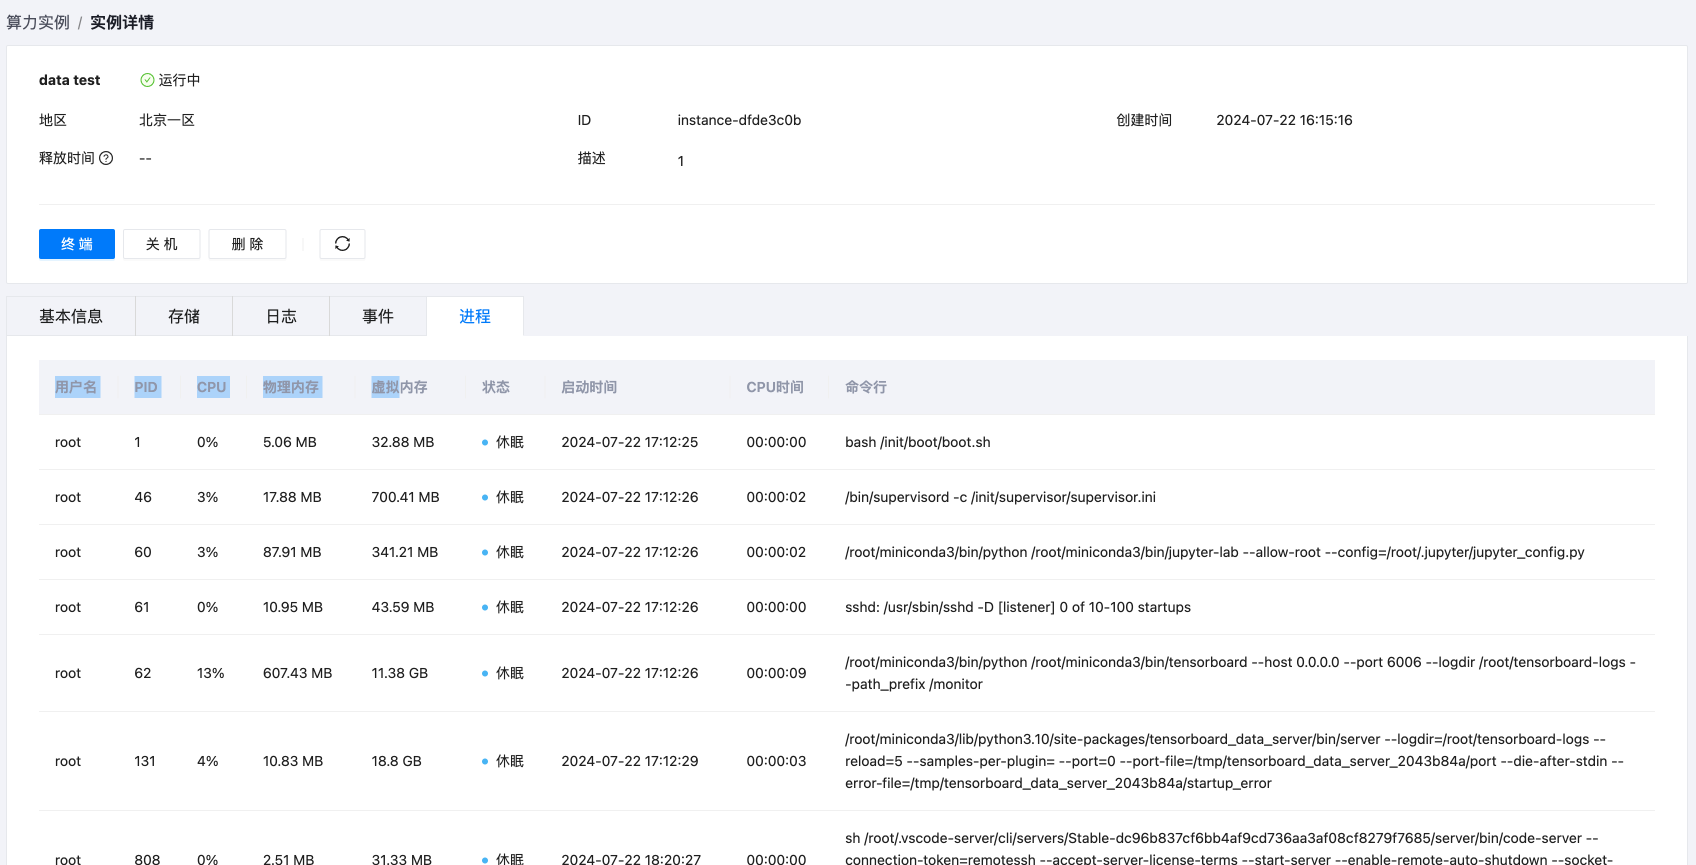 算力实例 / 实例详情
data test 运行中
地区 北京一区 ID instance-dfde3c0b 创建时间 2024-07-22 16:15:16
释放时间 -- 描述 1
终 端 关 机 删 除
基本信息 存储 日志 事件 进程
用户名 PID CPU 物理内存 虚拟内存 状态 启动时间 CPU时间 命令行
root 1 0% 5.06 MB 32.88 MB 休眠 2024-07-22 17:12:25 00:00:00 bash /init/boot/boot.sh
root 46 3% 17.88 MB 700.41 MB 休眠 2024-07-22 17:12:26 00:00:02 /bin/supervisord -c /init/supervisor/supervisor.ini
root 60 3% 87.91 MB 341.21 MB 休眠 2024-07-22 17:12:26 00:00:02 /root/miniconda3/bin/python /root/miniconda3/bin/jupyter-lab --allow-root --config=/root/.jupyter/jupyter_config.py
root 61 0% 10.95 MB 43.59 MB 休眠 2024-07-22 17:12:26 00:00:00 sshd: /usr/sbin/sshd -D [listener] 0 of 10-100 startups
/root/miniconda3/bin/python /root/miniconda3/bin/tensorboard --host 0.0.0.0 --port 6006 --logdir /root/tensorboard-logs -
root 62 13% 607.43 MB 11.38 GB 休眠 2024-07-22 17:12:26 00:00:09
-path_prefix /monitor
/root/miniconda3/lib/python3.10/site-packages/tensorboard_data_server/bin/server --logdir=/root/tensorboard-logs --
root 131 4% 10.83 MB 18.8 GB 休眠 2024-07-22 17:12:29 00:00:03 reload=5 --samples-per-plugin= --port=0 --port-file=/tmp/tensorboard_data_server_2043b84a/port --die-after-stdin --
error-file=/tmp/tensorboard_data_server_2043b84a/startup_error
sh /root/.vscode-server/cli/servers/Stable-dc96b837cf6bb4af9cd736aa3af08cf8279f7685/server/bin/code-server --
root 808 0% 2.51 MB 31.33 MB 休眠 2024-07-22 18:20:27 00:00:00 connection-token=remotessh --accept-server-license-terms --start-server --enable-remote-auto-shutdown --socket-